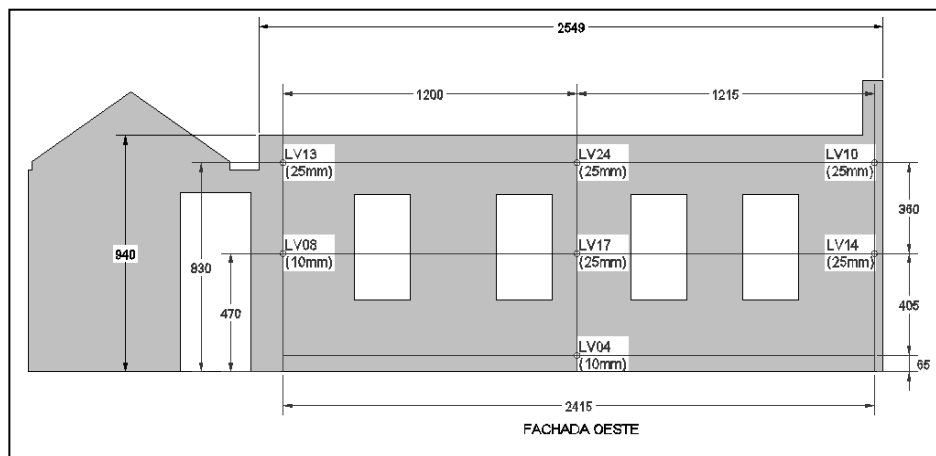 2549
1200
1215
LV13
(25mm)
LV24
(25mm)
LV10
(25mm)
360
940
830
LV08
(10mm)
LV17
(25mm)
LV14
(25mm)
470
405
LV04
(10mm)
65
2415
FACHADA OESTE